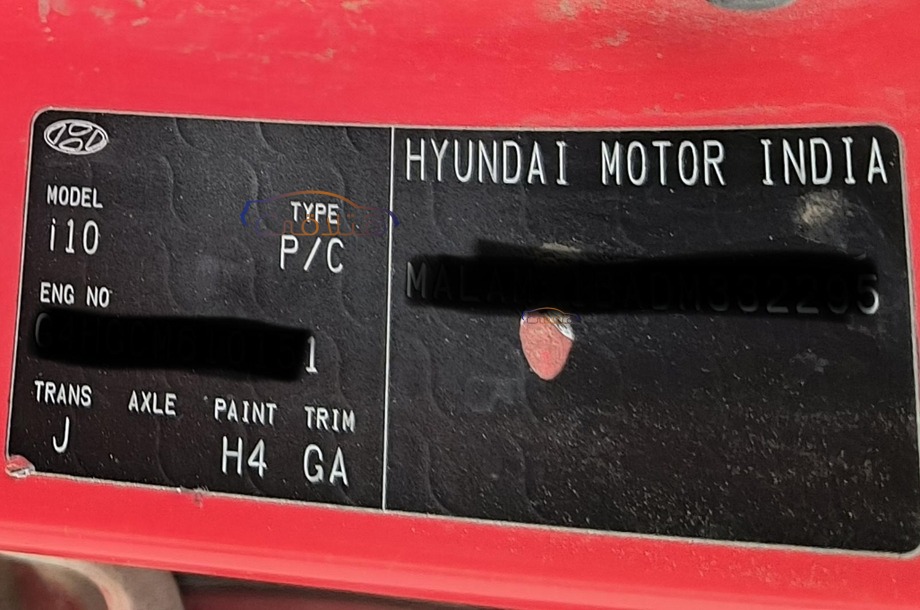 HYUNDAI MOTOR INDIA
MODEL
i10
TYPE
P/C
ENG NO
TRANS AXLE PAINT TRIM
J H4 GA